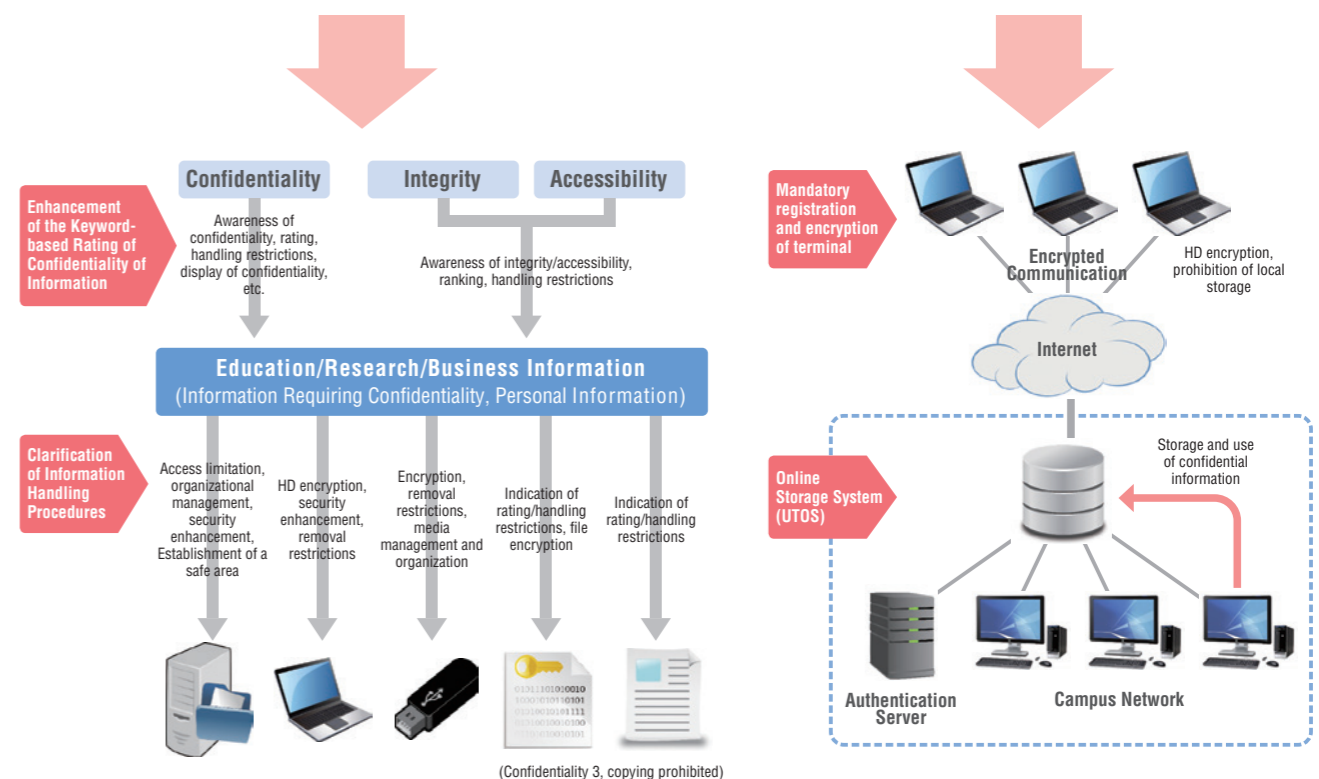 Enhancement
of the Keyword-
based Rating of
Confidentiality of
Information
Confidentiality
Integrity
Accessibility
Awareness of
confidentiality, rating,
handling restrictions,
display of confidentiality,
etc.
Awareness of integrity/accessibility,
ranking, handling restrictions
Education/Research/Business Information
(Information Requiring Confidentiality, Personal Information)
Clarification
of Information
Handling
Procedures
Access limitation,
organizational
management,
security
enhancement,
Establishment of a
safe area
HD encryption,
security
enhancement,
removal
restrictions
Encryption,
removal
restrictions,
media
management and
organization
Indication of
rating/handling
restrictions, file
encryption
Indication of
rating/handling
restrictions
(Confidentiality 3, copying prohibited)
Mandatory
registration
and encryption
of terminal
Encrypted
Communication
HD encryption,
prohibition of local
storage
Internet
Online
Storage System
(UTOS)
Storage and use
of confidential
information
Authentication
Server
Campus Network